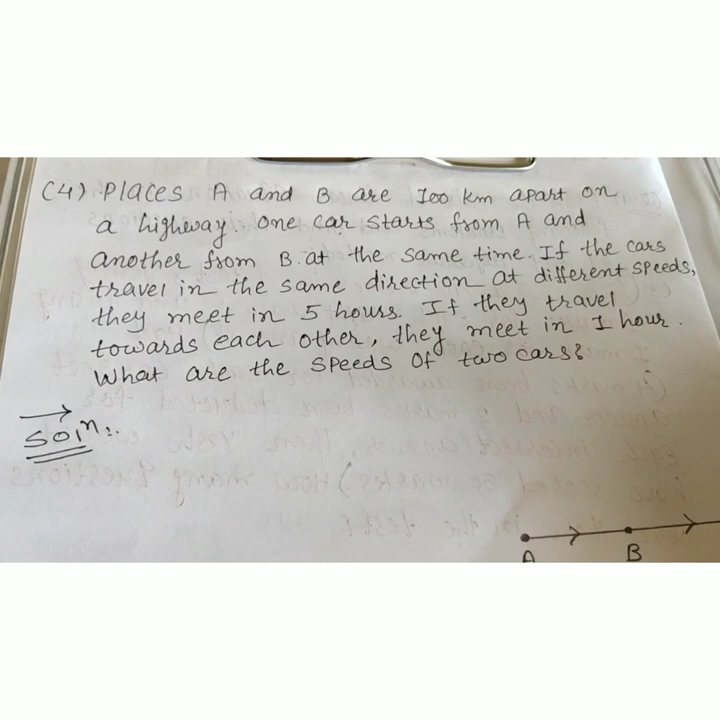 (4) Places A and B are 100 km apart on
a highway. One car starts from A and
another from B at the same time. If the cars
travel in the same direction at different speeds,
they meet in 5 hours. If they travel
towards each other, they meet in 1 hour.
What are the speeds of two cars?
Solⁿ:.
A B